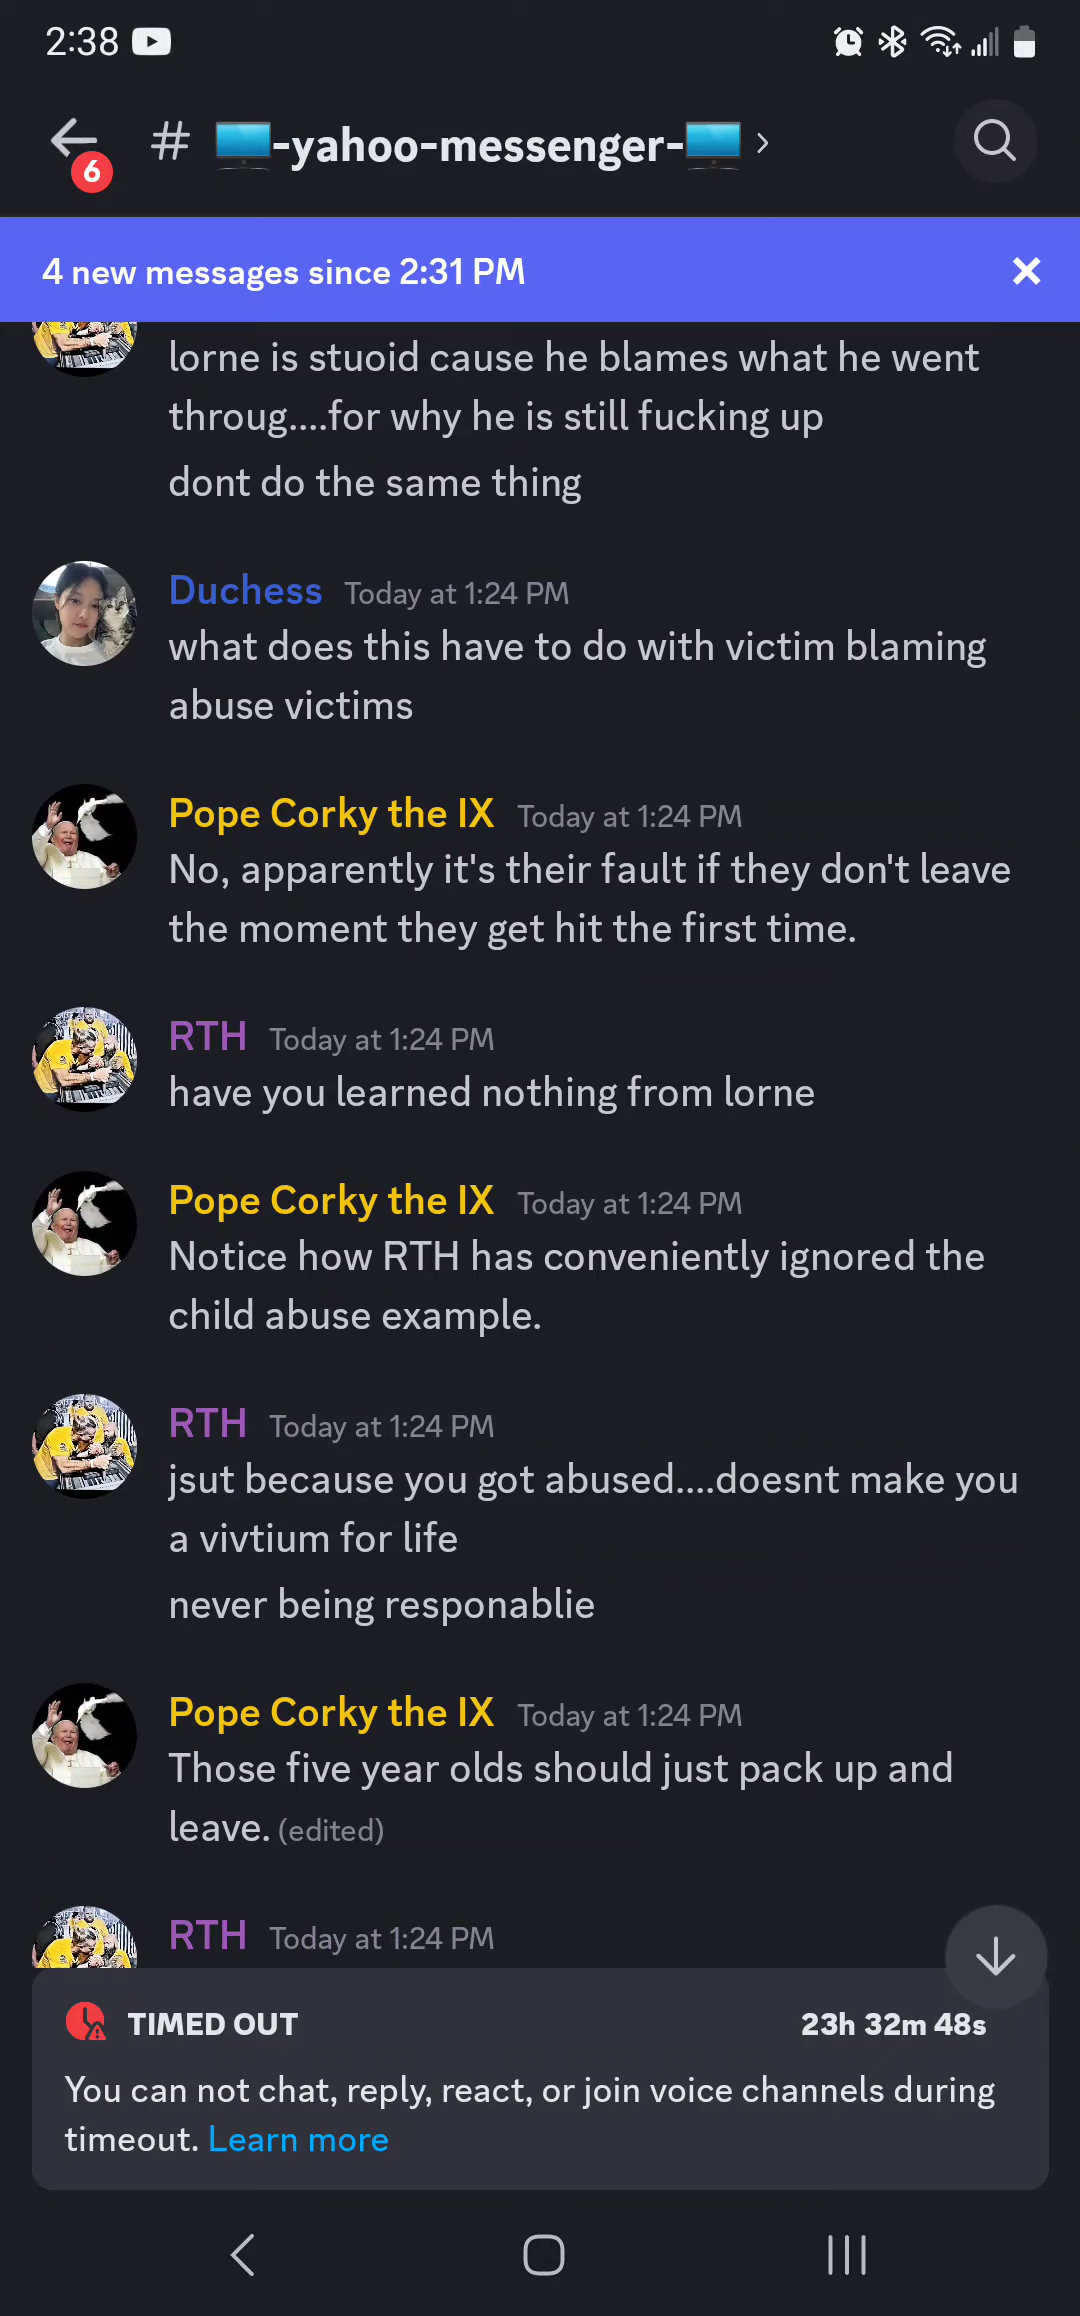 2:38
6
# 🖥️-yahoo-messenger-🖥️ >
4 new messages since 2:31 PM
lorne is stuoid cause he blames what he went
throug....for why he is still fucking up
dont do the same thing
Duchess Today at 1:24 PM
what does this have to do with victim blaming
abuse victims
Pope Corky the IX Today at 1:24 PM
No, apparently it's their fault if they don't leave
the moment they get hit the first time.
RTH Today at 1:24 PM
have you learned nothing from lorne
Pope Corky the IX Today at 1:24 PM
Notice how RTH has conveniently ignored the
child abuse example.
RTH Today at 1:24 PM
jsut because you got abused....doesnt make you
a vivtium for life
never being responablie
Pope Corky the IX Today at 1:24 PM
Those five year olds should just pack up and
leave. (edited)
RTH Today at 1:24 PM
TIMED OUT 23h 32m 48s
You can not chat, reply, react, or join voice channels during
timeout. Learn more